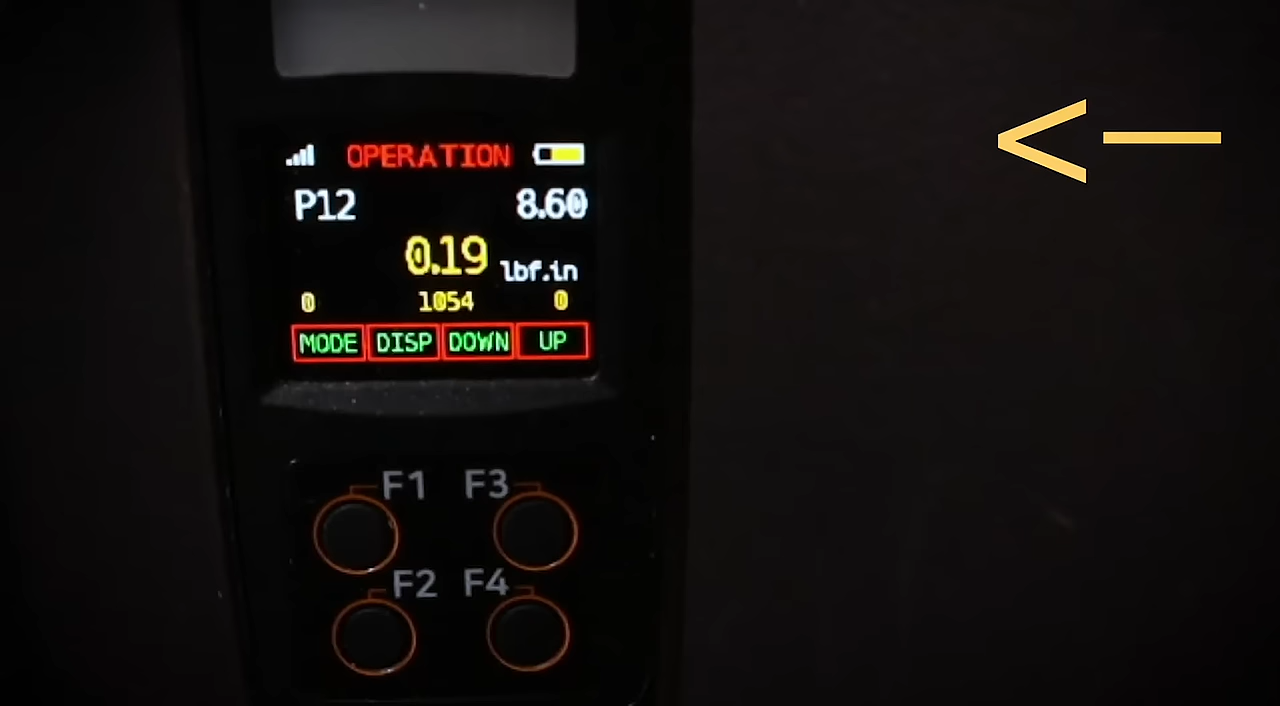 OPERATION
P12 8.60
0.19 lbf.in
0 1054 0
MODE DISP DOWN UP
F1 F3
F2 F4